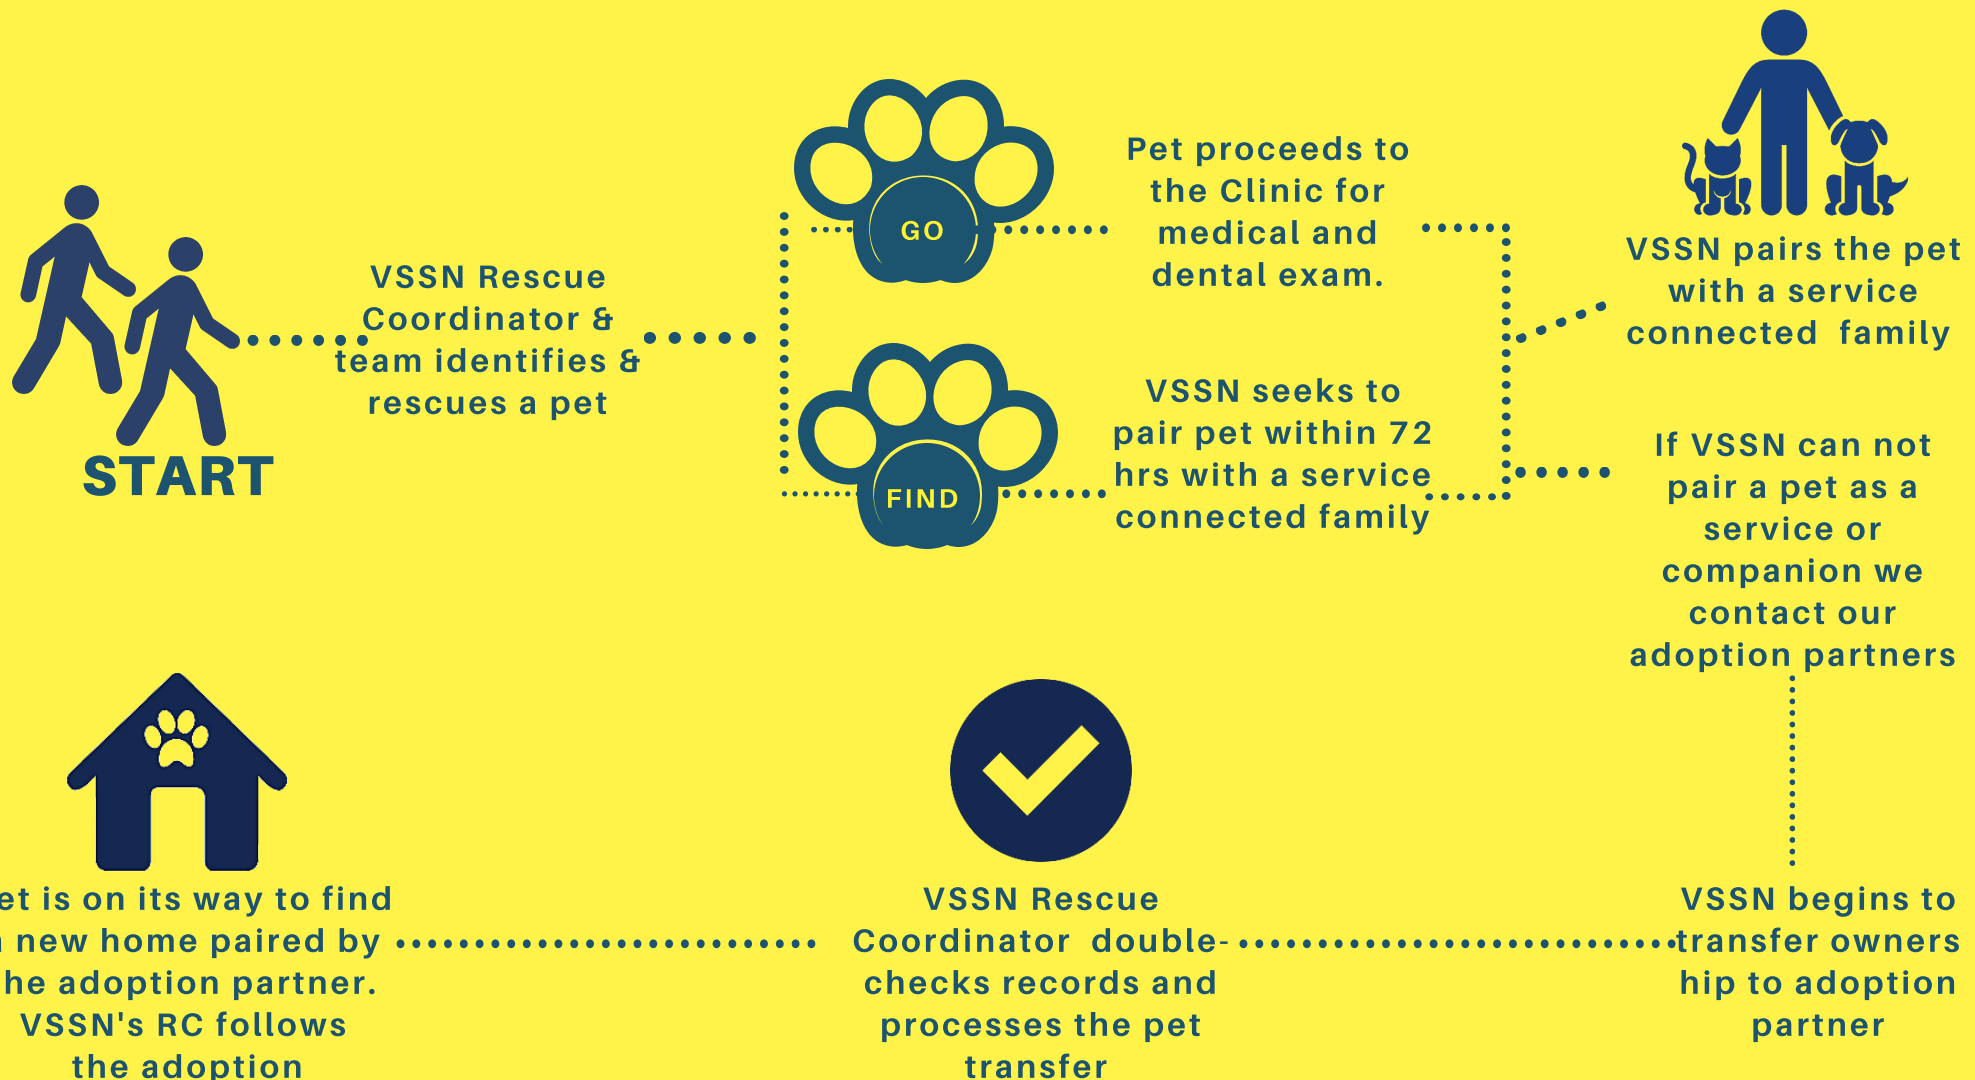 START
VSSN Rescue
Coordinator &
team identifies &
rescues a pet
GO
Pet proceeds to
the Clinic for
medical and
dental exam.
FIND
VSSN seeks to
pair pet within 72
hrs with a service
connected family
VSSN pairs the pet
with a service
connected family
If VSSN can not
pair a pet as a
service or
companion we
contact our
adoption partners
VSSN begins to
transfer owners
hip to adoption
partner
VSSN Rescue
Coordinator double-
checks records and
processes the pet
transfer
et is on its way to find
new home paired by
he adoption partner.
VSSN's RC follows
the adoption